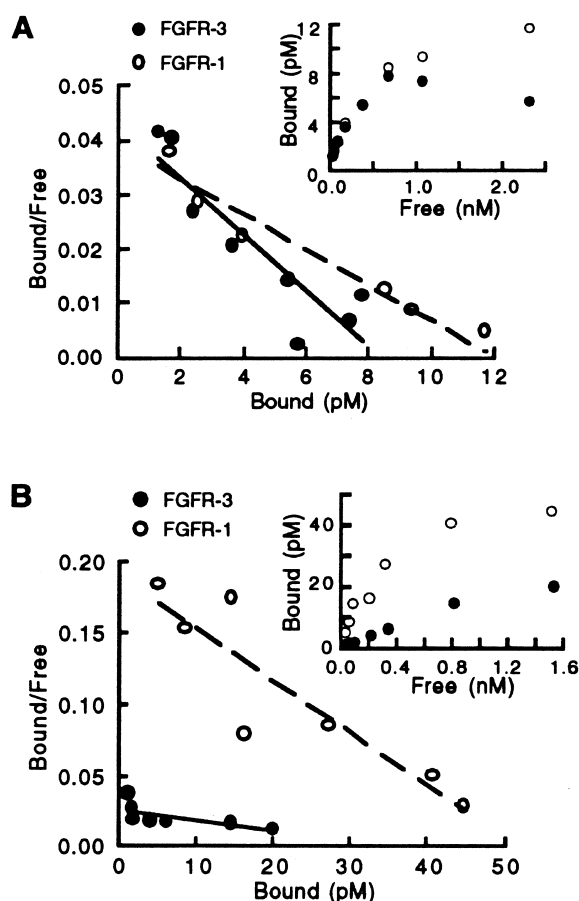 A
FGFR-3
FGFR-1
12
8
4
0
Bound (pM)
0.0 1.0 2.0
Free (nM)
0.05
0.04
0.03
0.02
0.01
0.00
Bound/Free
0 2 4 6 8 10 12
Bound (pM)
B
FGFR-3
FGFR-1
40
20
0
Bound (pM)
0.0 0.4 0.8 1.2 1.6
Free (nM)
0.20
0.15
0.10
0.05
0.00
Bound/Free
0 10 20 30 40 50
Bound (pM)